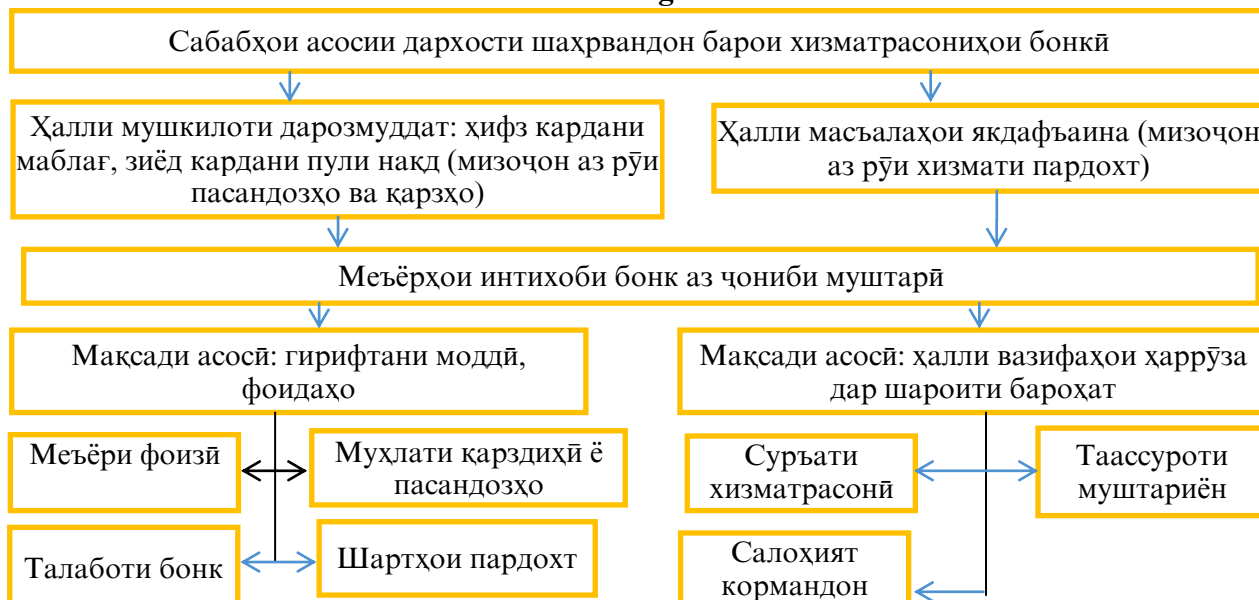 g
Сабабҳои асосии дархости шаҳрвандон барои хизматрасониҳои бонкӣ
Ҳалли мушкилоти дарозмуддат: ҳифз кардани
маблағ, зиёд кардани пули нақд (мизоҷон аз рӯи
пасандозҳо ва қарзҳо)
Ҳалли масъалаҳои якдафъаина (мизоҷон
аз рӯи хизмати пардохт)
Меъёрҳои интихоби бонк аз ҷониби муштарӣ
Мақсади асосӣ: гирифтани моддӣ,
фоидаҳо
Мақсади асосӣ: ҳалли вазифаҳои ҳаррӯза
дар шароити бароҳат
Меъёри фоизӣ
Муҳлати қарздиҳӣ ё
пасандозҳо
Суръати
хизматрасонӣ
Таассуроти
муштариён
Талаботи бонк
Шартҳои пардохт
Салоҳият
кормандон